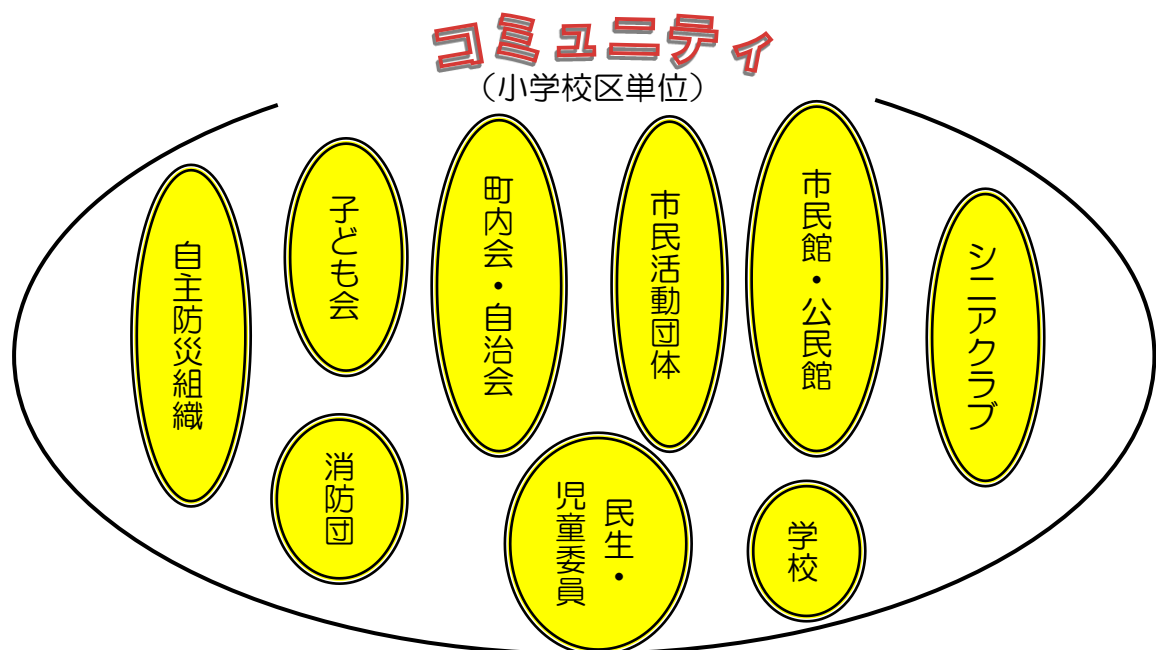 コミュニティ
（小学校区単位）
自主防災組織
子ども会
町内会・自治会
市民活動団体
市民館・公民館
シニアクラブ
消防団
民生・
児童委員
学校